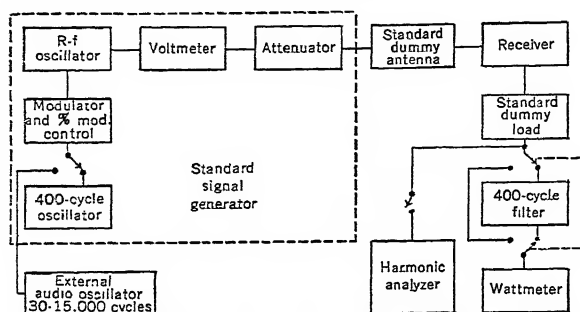 R-f
oscillator
Voltmeter
Attenuator
Standard
dummy
antenna
Receiver
Modulator
and % mod.
control
Standard
dummy
load
400-cycle
oscillator
Standard
signal
generator
400-cycle
filter
External
audio oscillator
30-15,000 cycles
Harmonic
analyzer
Wattmeter